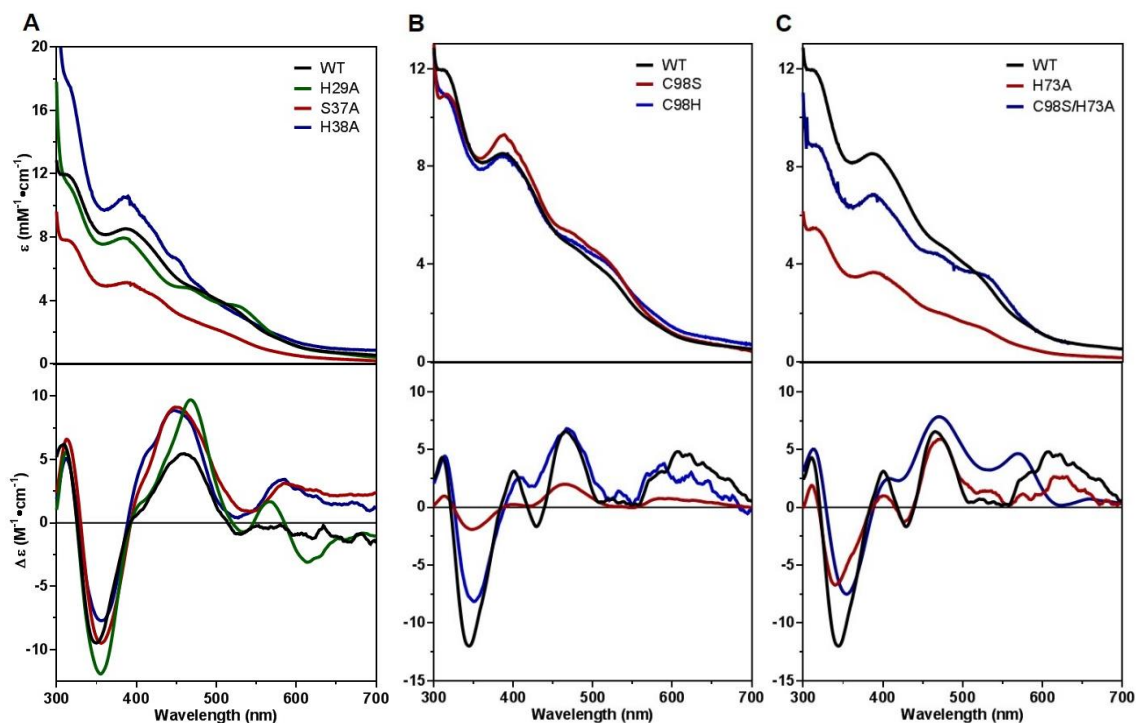 A
WT
H29A
S37A
H38A
20
16
12
8
4
0
ε (mM⁻¹•cm⁻¹)
10
5
0
-5
-10
Δ ε (M⁻¹•cm⁻¹)
300 400 500 600 700
Wavelength (nm)
B
WT
C98S
C98H
12
8
4
0
10
5
0
-5
-10
-15
300 400 500 600 700
Wavelength (nm)
C
WT
H73A
C98S/H73A
12
8
4
0
10
5
0
-5
-10
-15
300 400 500 600 700
Wavelength (nm)